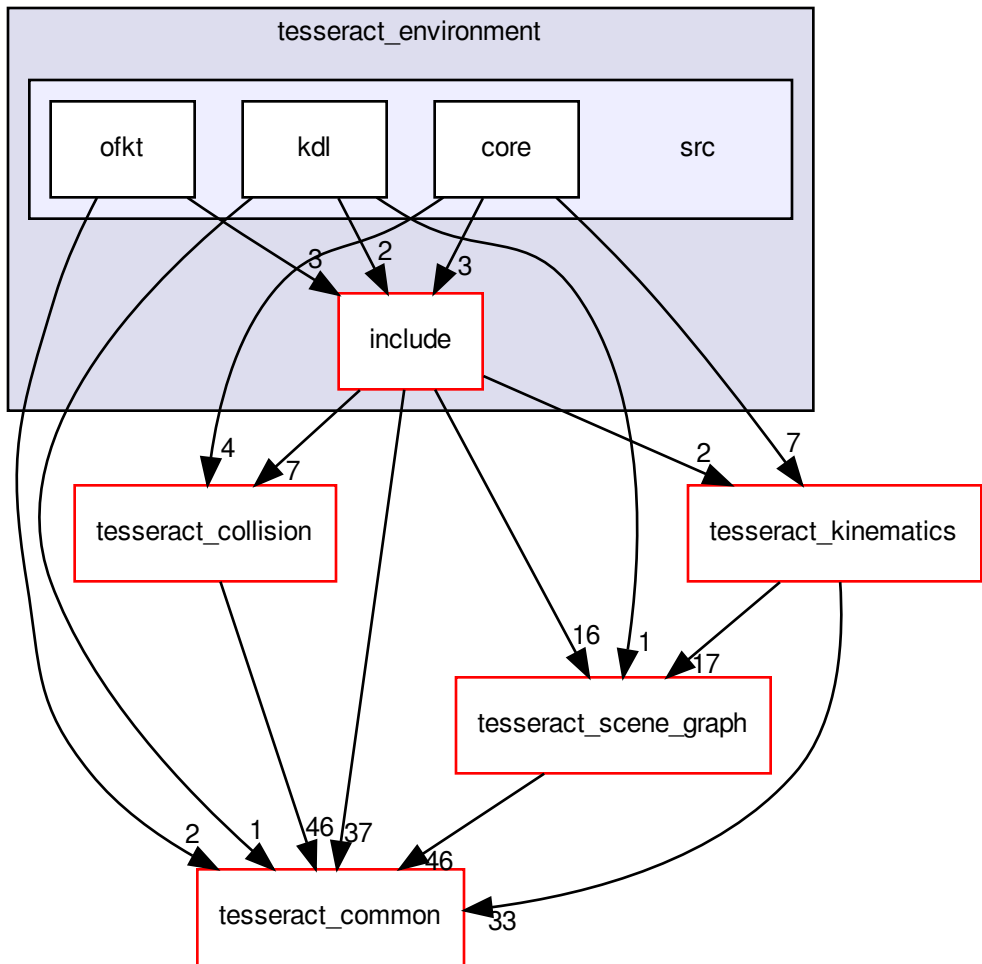 tesseract_environment
ofkt
kdl
core
src
3
2
3
include
4
7
2
7
tesseract_collision
tesseract_kinematics
16
1
17
tesseract_scene_graph
2
1
46
37
46
tesseract_common
33